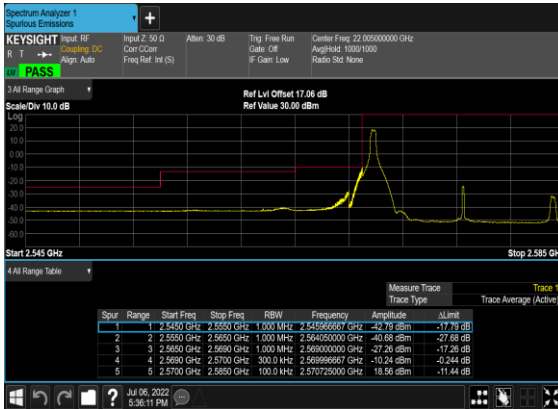 Spectrum Analyzer 1
Spurious Emissions
+
KEYSIGHT Input: RF Input Z: 50 Ω Atten: 30 dB Trig: Free Run Center Freq: 22.005000000 GHz
R T Coupling: DC Corr CCorr Gate: Off Avg|Hold: 1000/1000
Align: Auto Freq Ref: Int (S) IF Gain: Low Radio Std: None
PASS
3 All Range Graph
Ref Lvl Offset 17.06 dB
Scale/Div 10.0 dB Ref Value 30.00 dBm
Log
20.0
10.0
0.00
-10.0
-20.0
-30.0
-40.0
-50.0
-60.0
Start 2.545 GHz Stop 2.585 GH
4 All Range Table
Measure Trace Trace 1
Trace Type Trace Average (Active)
Spur Range Start Freq Stop Freq RBW Frequency Amplitude ΔLimit
1 1 2.5450 GHz 2.5550 GHz 1.000 MHz 2.545966667 GHz -42.79 dBm -17.79 dB
2 2 2.5550 GHz 2.5650 GHz 1.000 MHz 2.564050000 GHz -40.68 dBm -27.68 dB
3 3 2.5650 GHz 2.5690 GHz 1.000 MHz 2.569000000 GHz -27.26 dBm -17.26 dB
4 4 2.5690 GHz 2.5700 GHz 300.0 kHz 2.569996667 GHz -10.24 dBm -0.244 dB
5 5 2.5700 GHz 2.5850 GHz 100.0 kHz 2.570725000 GHz 18.56 dBm -11.44 dB
? Jul 06, 2022
5:36:11 PM